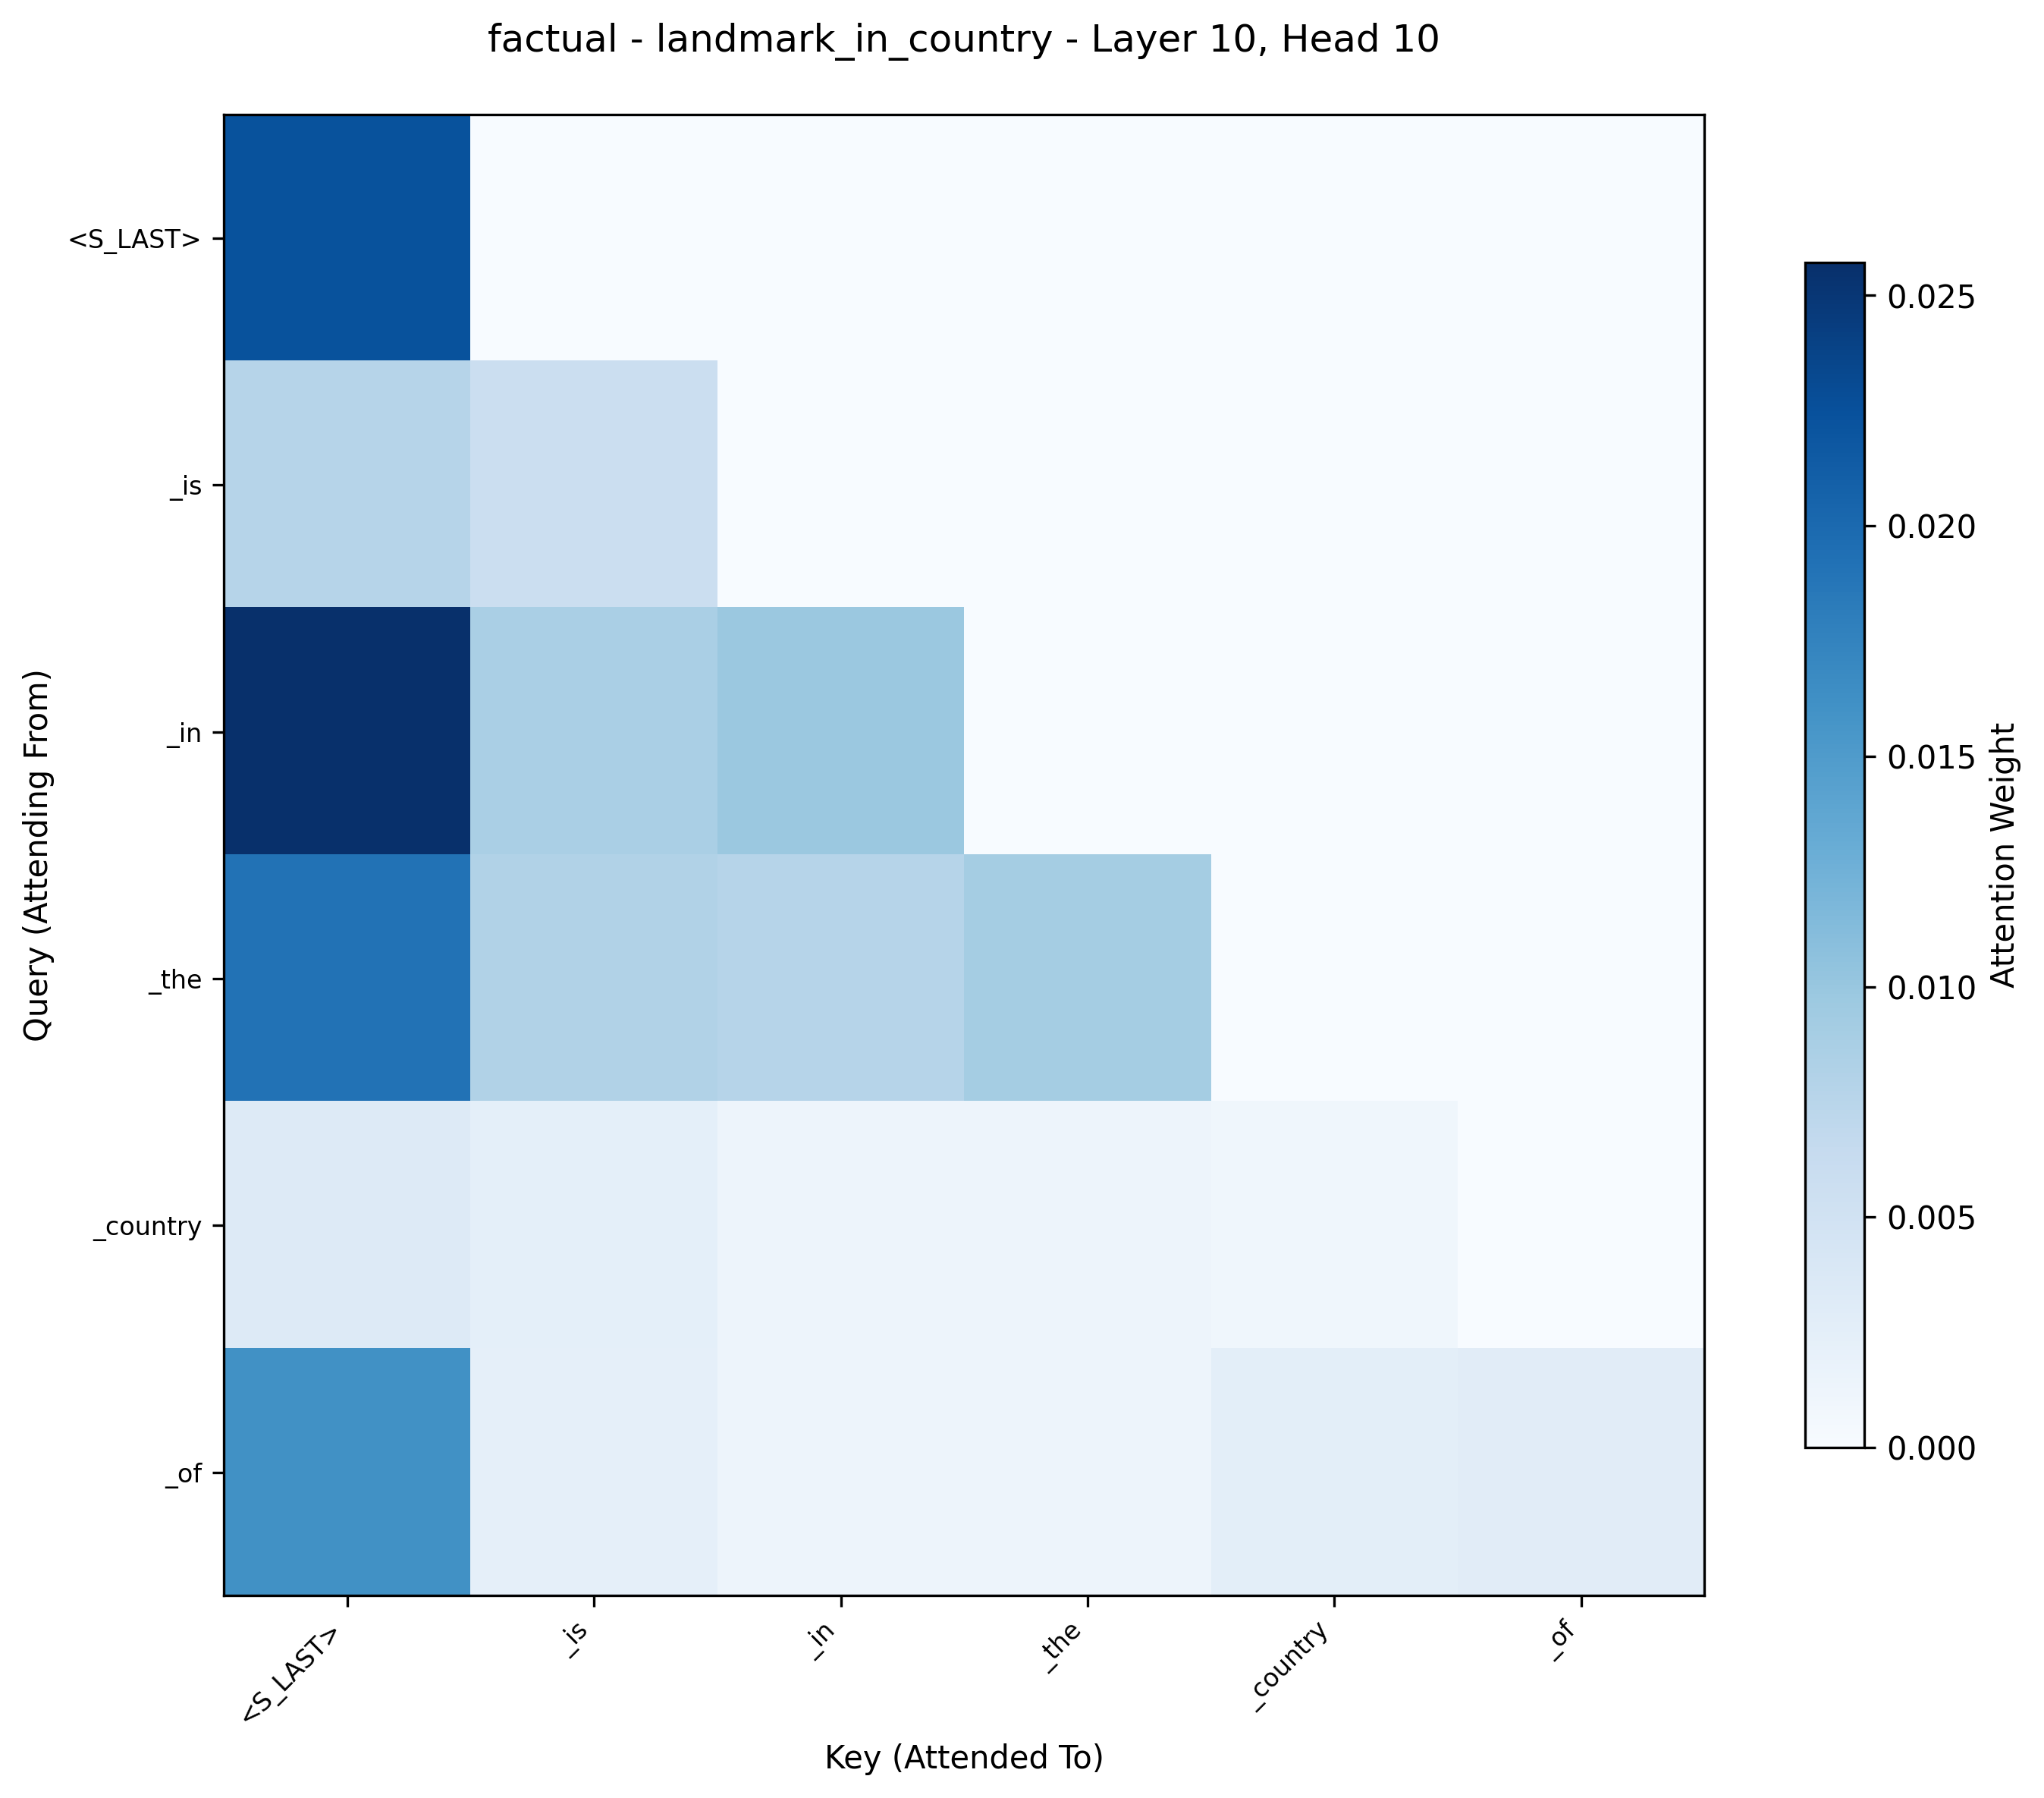 factual - landmark_in_country - Layer 10, Head 10
Query (Attending From)
<S_LAST>
_is
_in
_the
_country
_of
<S_LAST>
_is
_in
_the
_country
_of
Key (Attended To)
0.025
0.020
0.015
0.010
0.005
0.000
Attention Weight